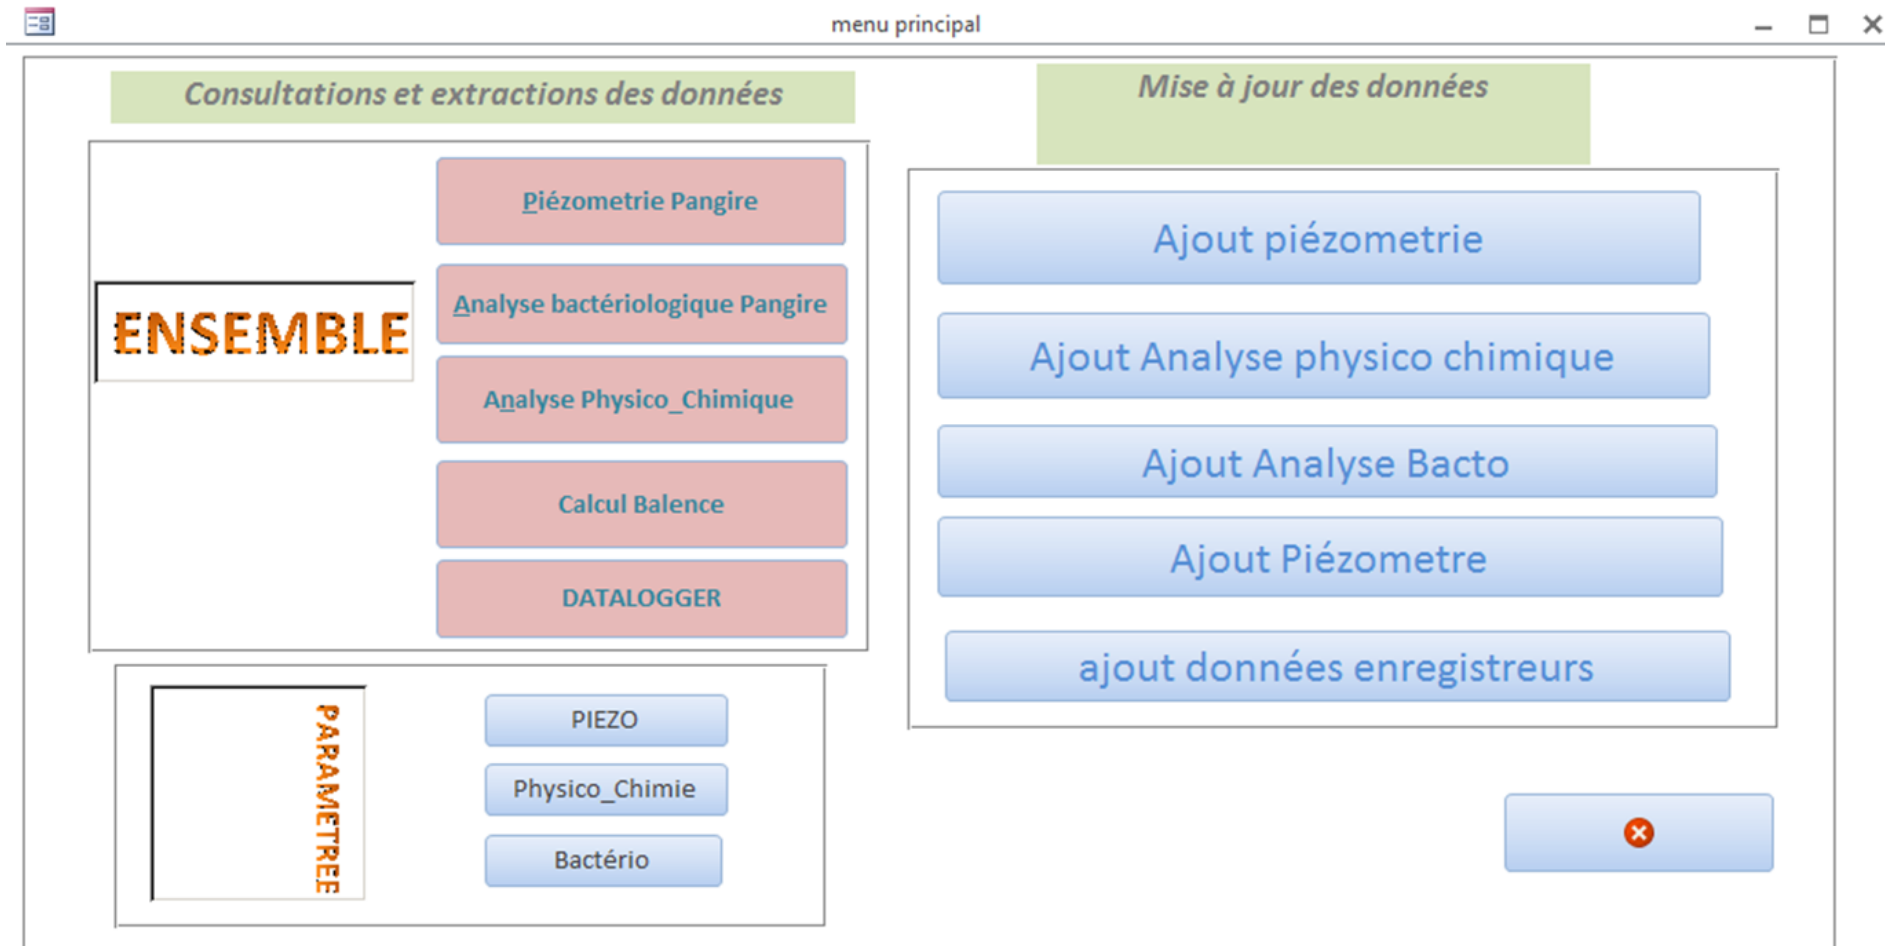 menu principal
Consultations et extractions des données
ENSEMBLE
Piézometrie Pangire
Analyse bactériologique Pangire
Analyse Physico_Chimique
Calcul Balence
DATALOGGER
PARAMETREE
PIEZO
Physico_Chimie
Bactério
Mise à jour des données
Ajout piézometrie
Ajout Analyse physico chimique
Ajout Analyse Bacto
Ajout Piézometre
ajout données enregistreurs